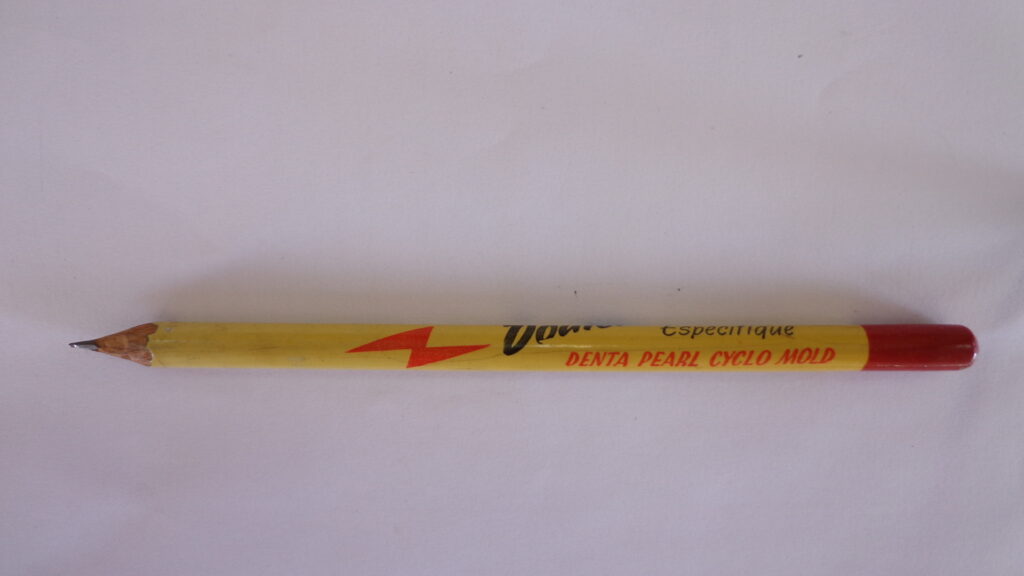 Especifique
DENTA PEARL CYCLO MOLD